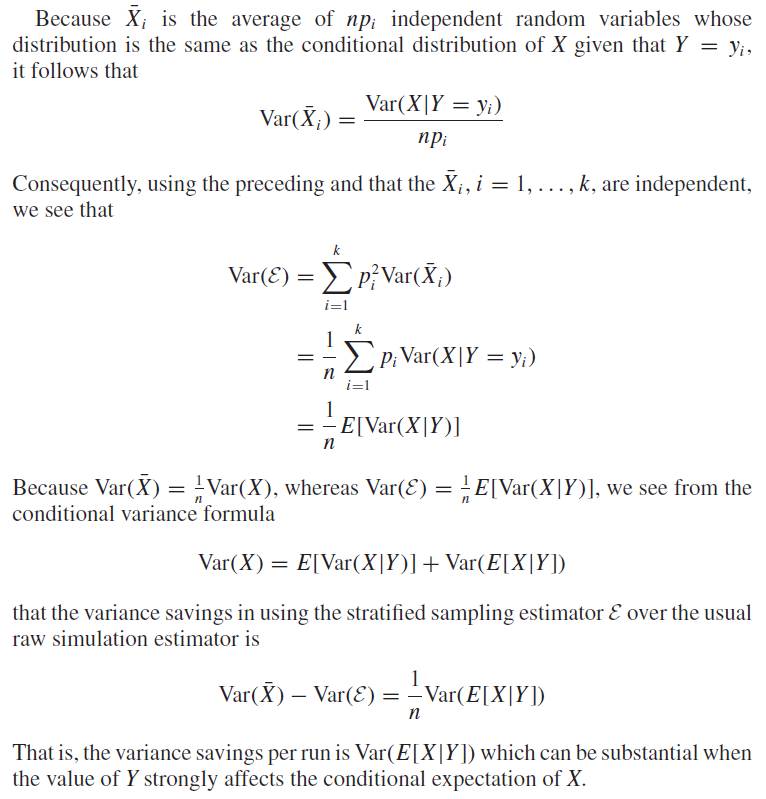 Because X̄ᵢ is the average of npᵢ independent random variables whose
distribution is the same as the conditional distribution of X given that Y = yᵢ,
it follows that
Var(X̄ᵢ) = Var(X|Y = yᵢ) / npᵢ
Consequently, using the preceding and that the X̄ᵢ, i = 1, . . . , k, are independent,
we see that
Var(ℰ) = ∑ᵢ₌₁ᵏ pᵢ² Var(X̄ᵢ)
= 1/n ∑ᵢ₌₁ᵏ pᵢ Var(X|Y = yᵢ)
= 1/n E[Var(X|Y)]
Because Var(X̄) = 1/n Var(X), whereas Var(ℰ) = 1/n E[Var(X|Y)], we see from the
conditional variance formula
Var(X) = E[Var(X|Y)] + Var(E[X|Y])
that the variance savings in using the stratified sampling estimator ℰ over the usual
raw simulation estimator is
Var(X̄) − Var(ℰ) = 1/n Var(E[X|Y])
That is, the variance savings per run is Var(E[X|Y]) which can be substantial when
the value of Y strongly affects the conditional expectation of X.